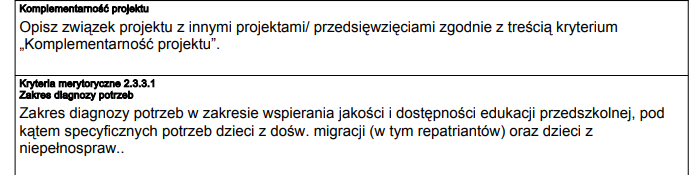 Komplementarność projektu
Opisz związek projektu z innymi projektami/ przedsięwzięciami zgodnie z treścią kryterium
„Komplementarność projektu”.
Kryteria merytoryczne 2.3.3.1
Zakres diagnozy potrzeb
Zakres diagnozy potrzeb w zakresie wspierania jakości i dostępności edukacji przedszkolnej, pod
kątem specyficznych potrzeb dzieci z dośw. migracji (w tym repatriantów) oraz dzieci z
niepełnospraw..